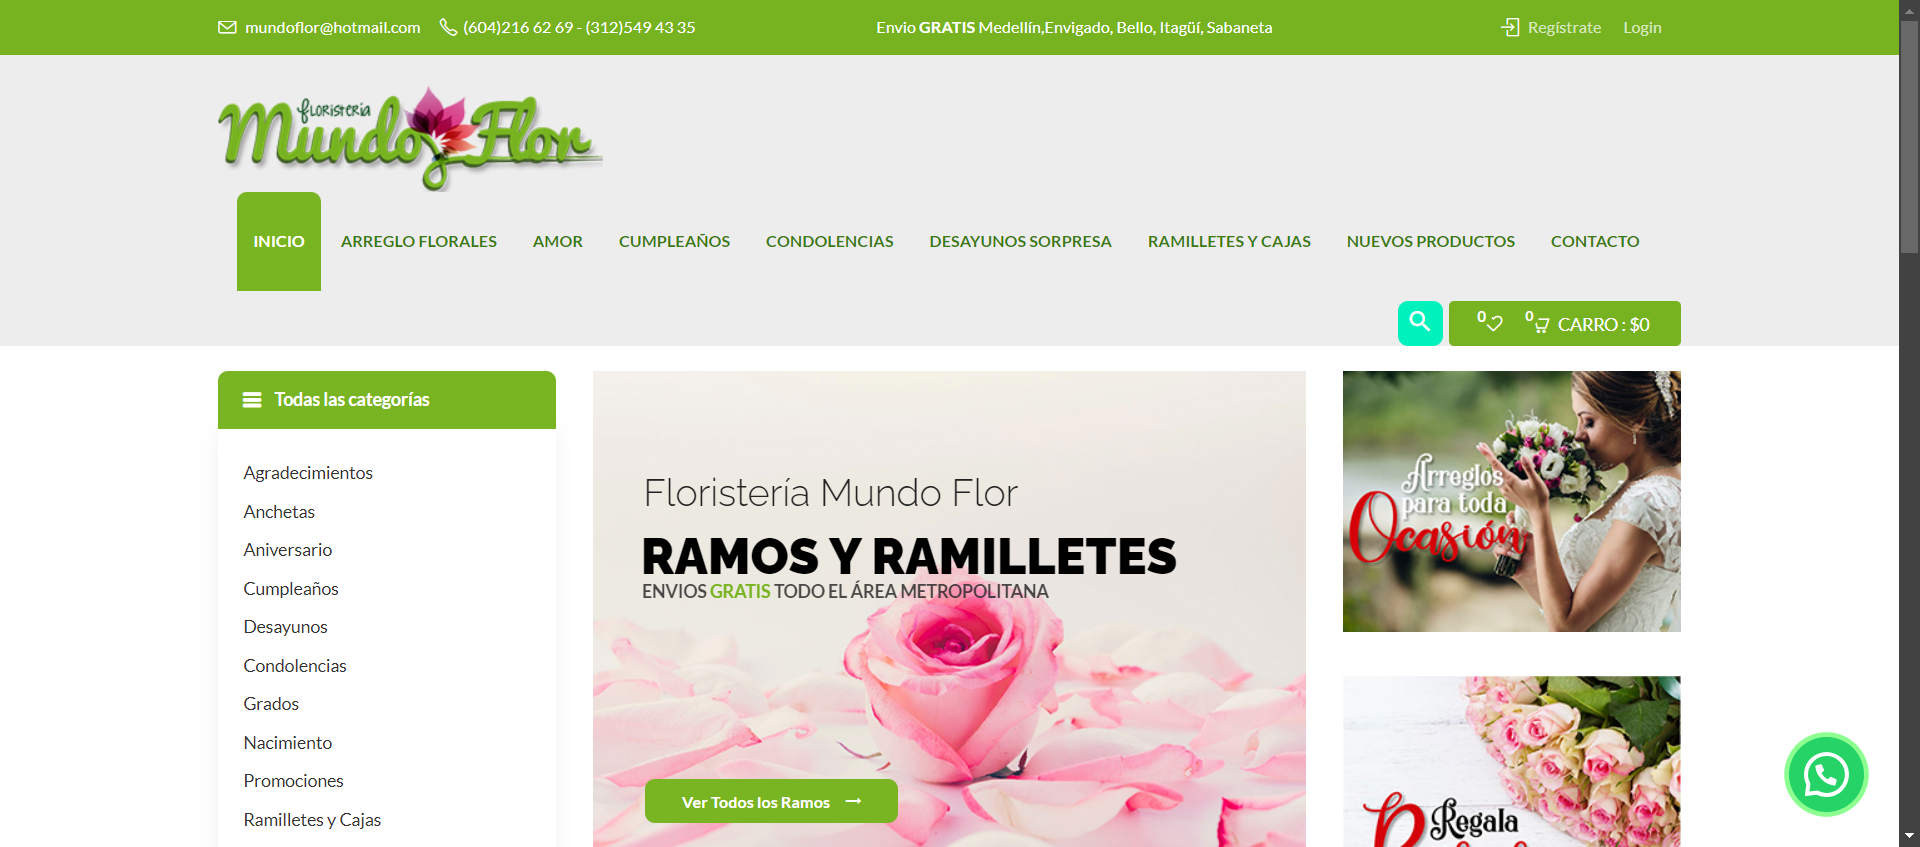 mundoflor@hotmail.com
(604)216 62 69 - (312)549 43 35
Envio GRATIS Medellín,Envigado, Bello, Itagüí, Sabaneta
Regístrate
Login
Floristeria
Mundo Flor
INICIO
ARREGLO FLORALES
AMOR
CUMPLEAÑOS
CONDOLENCIAS
DESAYUNOS SORPRESA
RAMILLETES Y CAJAS
NUEVOS PRODUCTOS
CONTACTO
0
0
CARRO : $0
Todas las categorías
Agradecimientos
Anchetas
Aniversario
Cumpleaños
Desayunos
Condolencias
Grados
Nacimiento
Promociones
Ramilletes y Cajas
Floristería Mundo Flor
RAMOS Y RAMILLETES
ENVIOS GRATIS TODO EL ÁREA METROPOLITANA
Ver Todos los Ramos
Arreglos
para toda
Ocasión
Regala